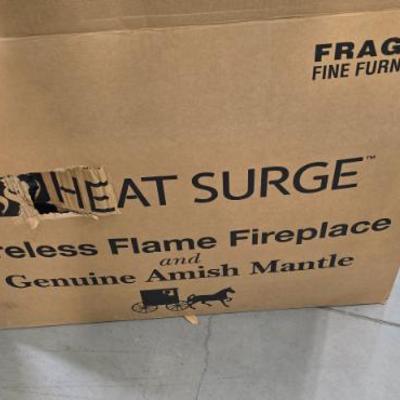 FRAG
FINE FURN
HEAT SURGE™
reless Flame Fireplace
and
Genuine Amish Mantle